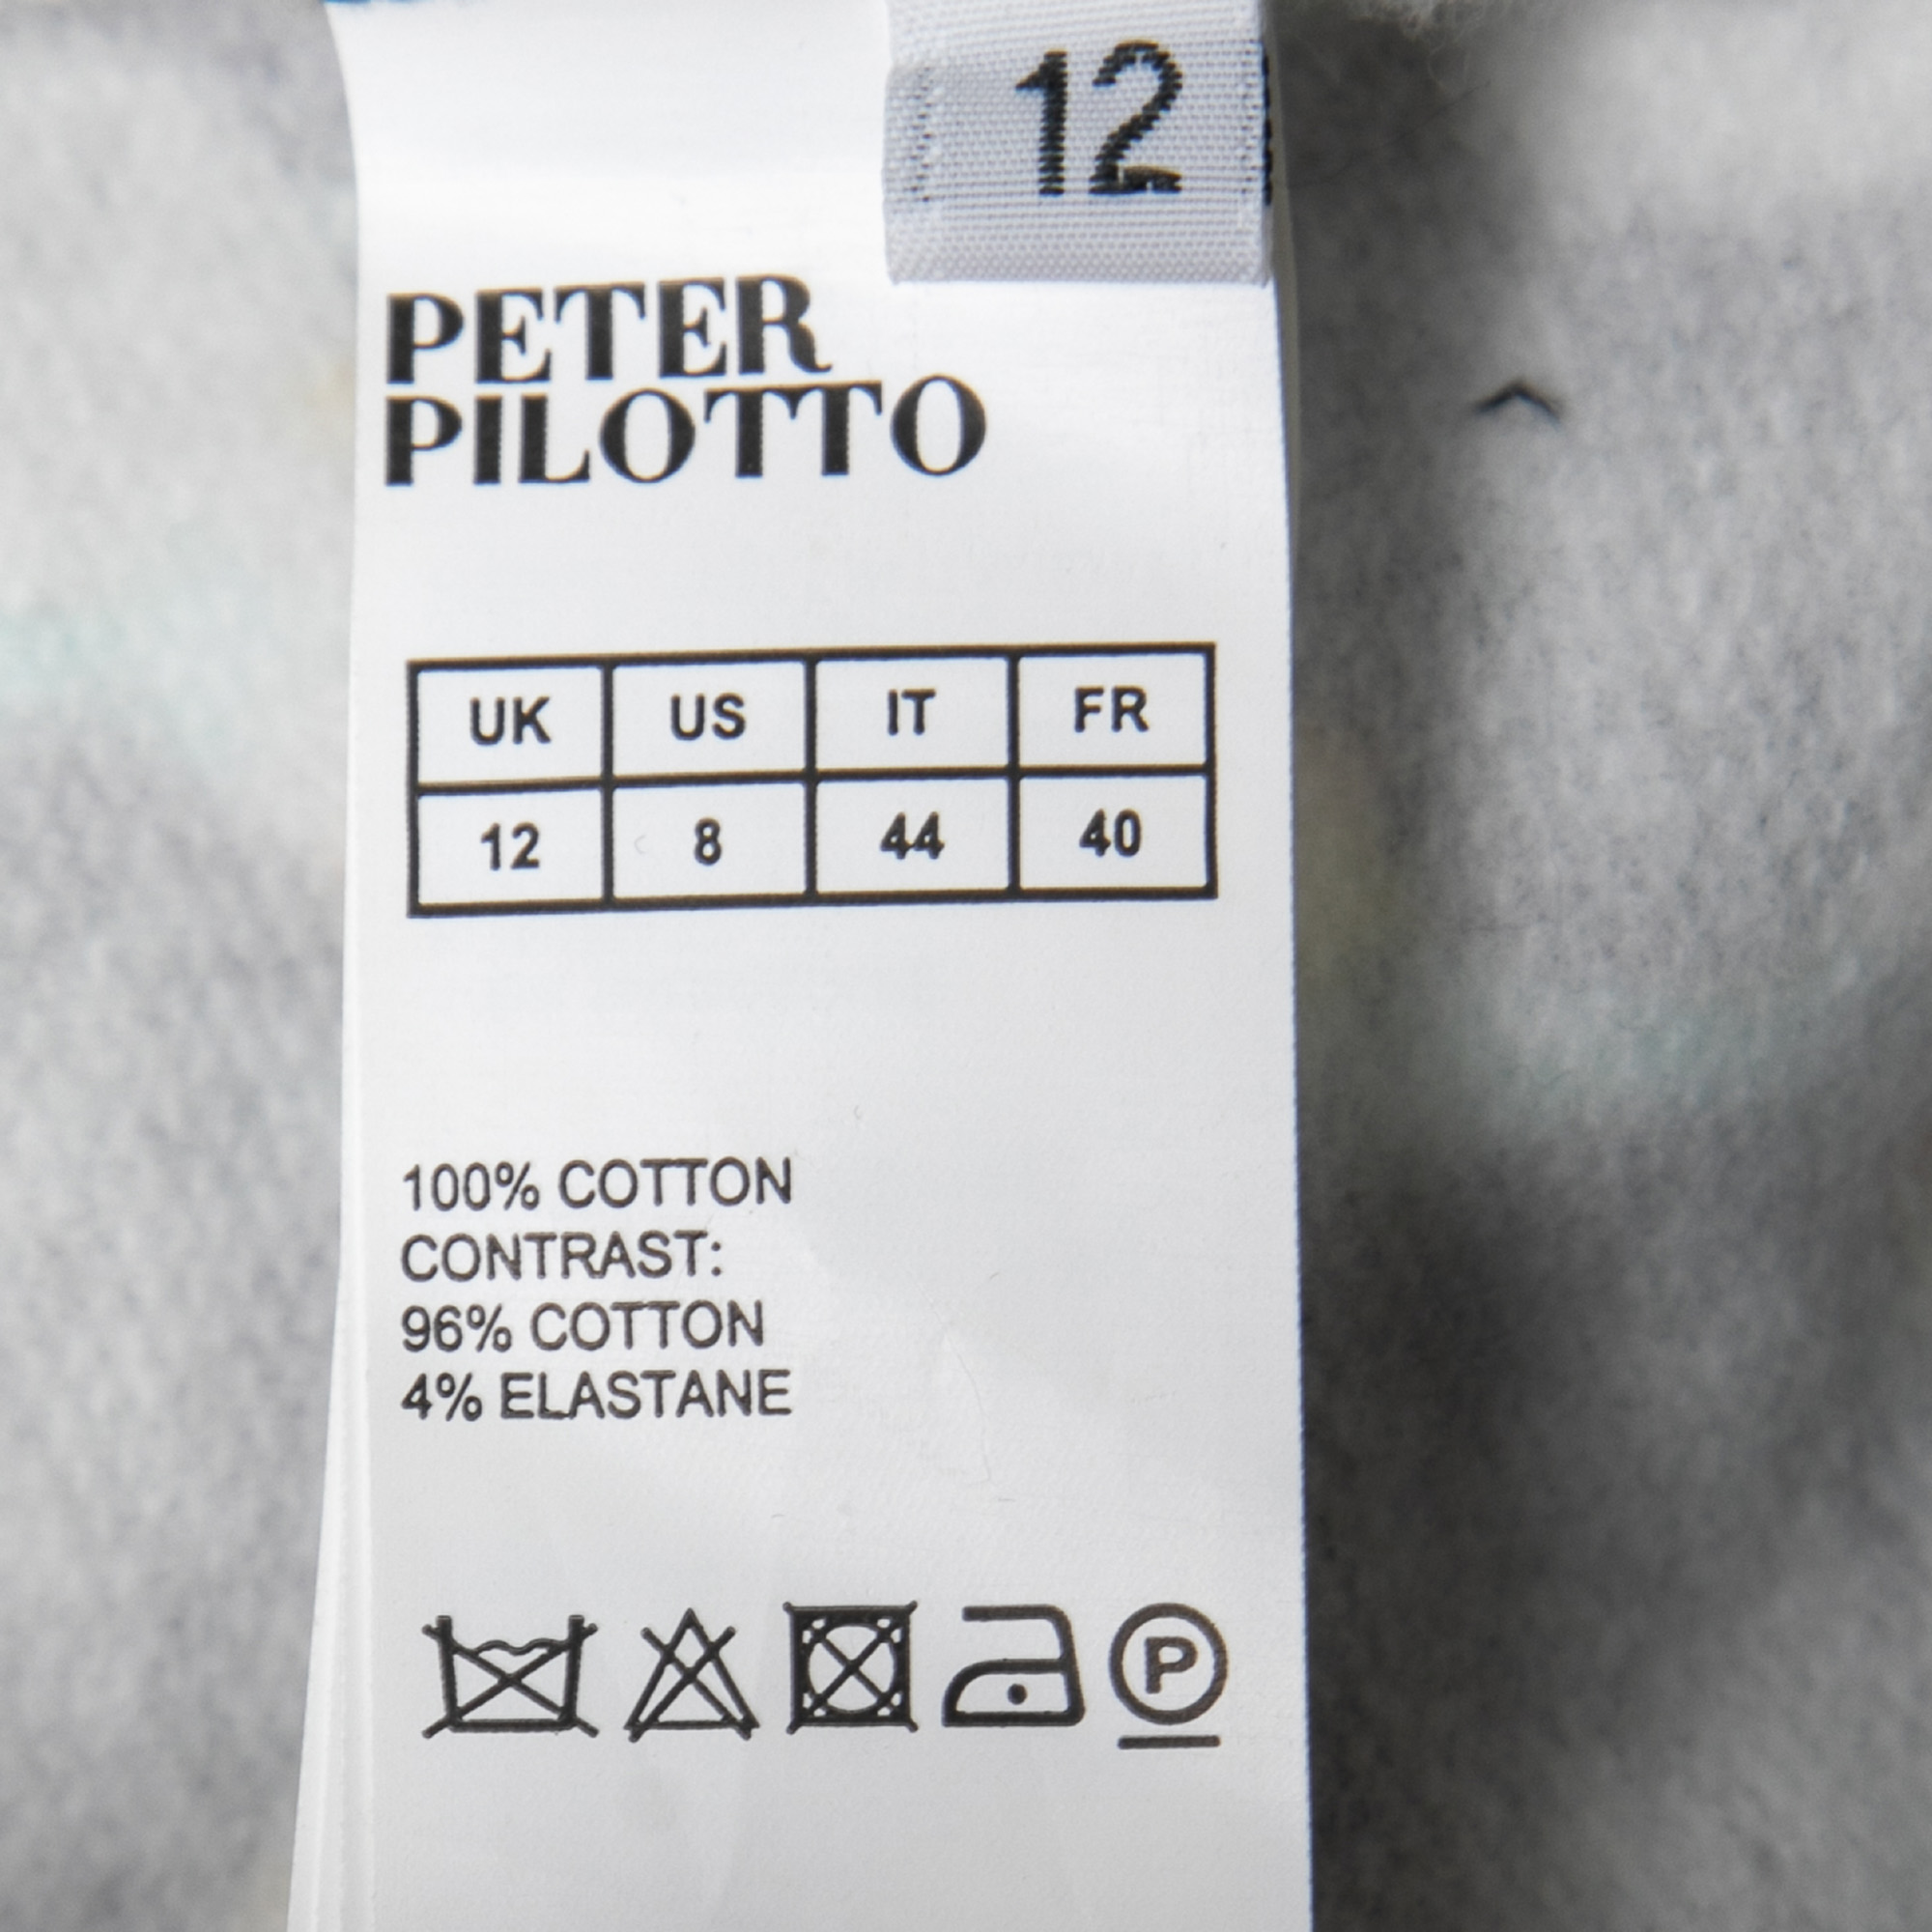 12
PETER
PILOTTO
UK US IT FR
12 8 44 40
100% COTTON
CONTRAST:
96% COTTON
4% ELASTANE
P